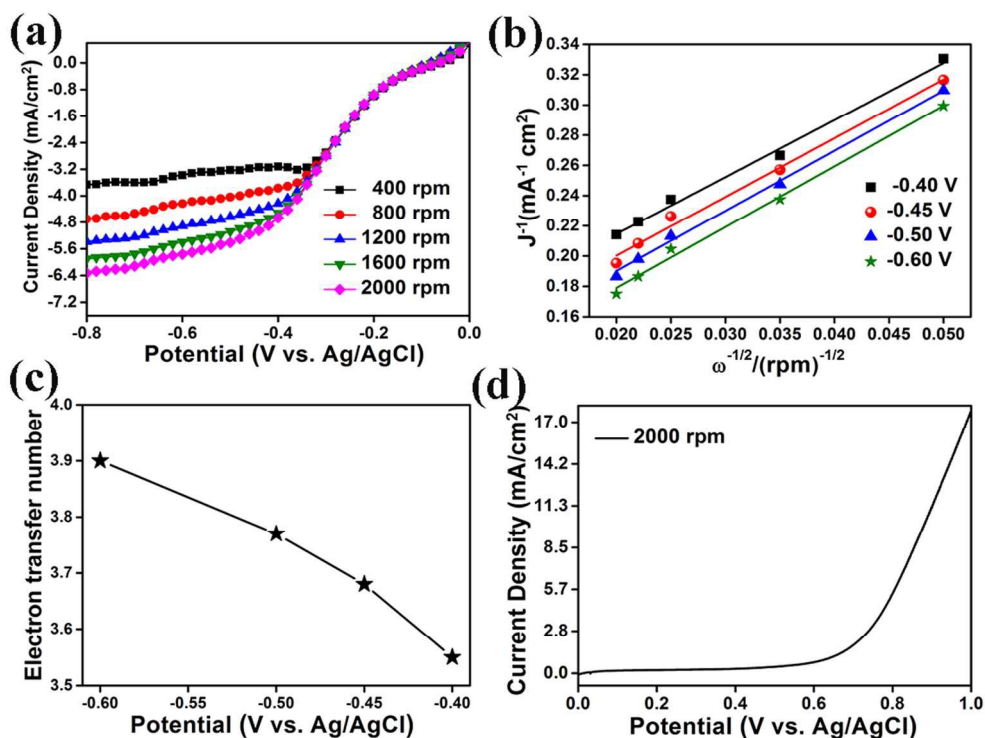 (a)
Current Density (mA/cm²)
0.0
-0.8
-1.6
-2.4
-3.2
-4.0
-4.8
-5.6
-6.4
-7.2
400 rpm
800 rpm
1200 rpm
1600 rpm
2000 rpm
-0.8 -0.6 -0.4 -0.2 0.0
Potential (V vs. Ag/AgCl)
(b)
J⁻¹(mA⁻¹ cm²)
0.34
0.32
0.30
0.28
0.26
0.24
0.22
0.20
0.18
0.16
-0.40 V
-0.45 V
-0.50 V
-0.60 V
0.020 0.025 0.030 0.035 0.040 0.045 0.050
ω⁻¹/²/(rpm)⁻¹/²
(c)
Electron transfer number
4.0
3.9
3.8
3.7
3.6
3.5
-0.60 -0.55 -0.50 -0.45 -0.40
Potential (V vs. Ag/AgCl)
(d)
Current Density (mA/cm²)
17.0
14.2
11.3
8.5
5.7
2.8
0.0
2000 rpm
0.0 0.2 0.4 0.6 0.8 1.0
Potential (V vs. Ag/AgCl)